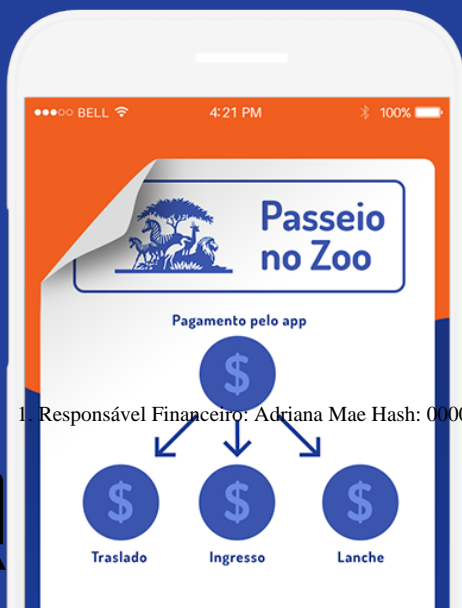 ●●●○○ BELL 4:21 PM 100%
Passeio
no Zoo
Pagamento pelo app
$
1. Responsável Financeiro: Adriana Mae Hash: 0000
$ $ $
Traslado Ingresso Lanche